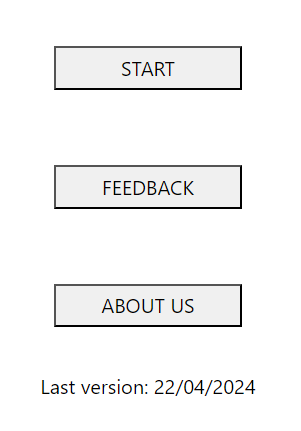 START
FEEDBACK
ABOUT US
Last version: 22/04/2024